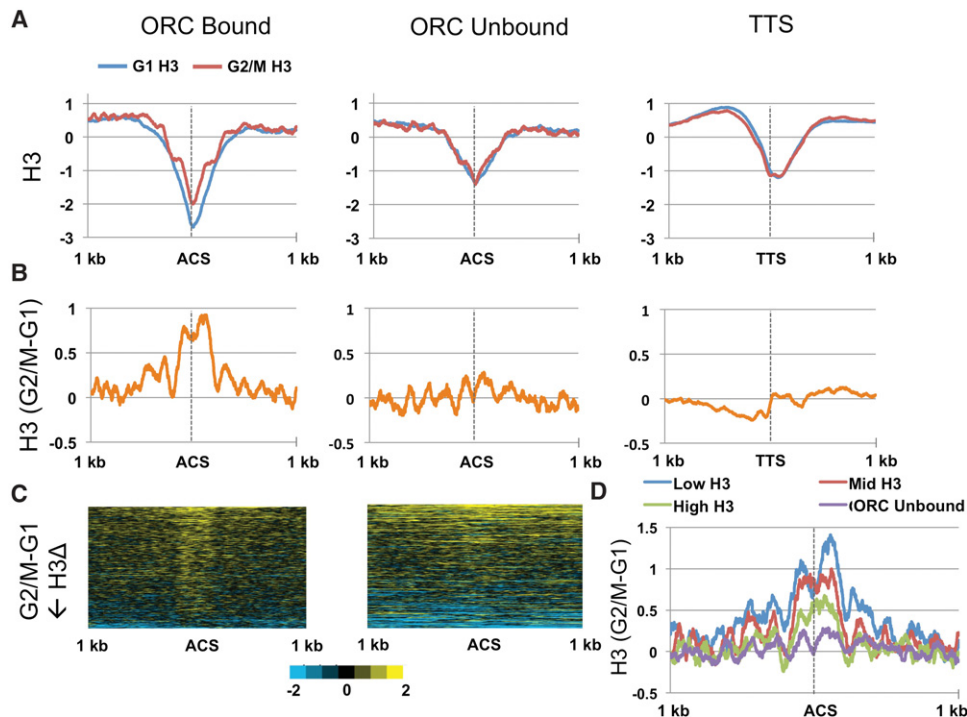 A
ORC Bound
ORC Unbound
TTS
G1 H3
G2/M H3
H3
1
0
-1
-2
-3
1 kb
ACS
1 kb
1
0
-1
-2
-3
1 kb
ACS
1 kb
1
0
-1
-2
-3
1 kb
TTS
1 kb
B
H3 (G2/M-G1)
1
0.5
0
-0.5
1 kb
ACS
1 kb
1
0.5
0
-0.5
1 kb
ACS
1 kb
1
0.5
0
-0.5
1 kb
TTS
1 kb
C
G2/M-G1
← H3Δ
1 kb
ACS
1 kb
1 kb
ACS
1 kb
-2
0
2
D
Low H3
Mid H3
High H3
(ORC Unbound
H3 (G2/M-G1)
1.5
1
0.5
0
-0.5
1 kb
ACS
1 kb